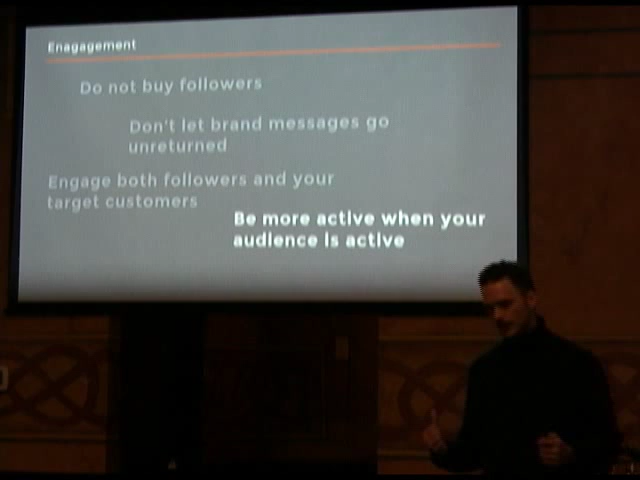 Enagagement
Do not buy followers
Don't let brand messages go
unreturned
Engage both followers and your
target customers
Be more active when your
audience is active